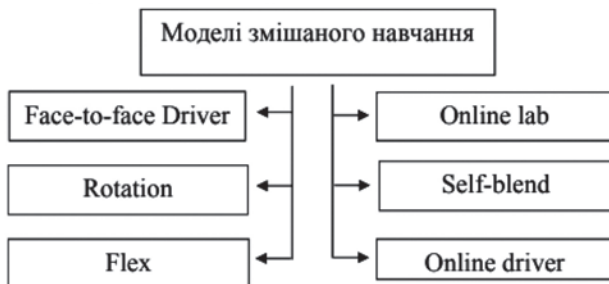 Моделі змішаного навчання
Face-to-face Driver
Online lab
Rotation
Self-blend
Flex
Online driver